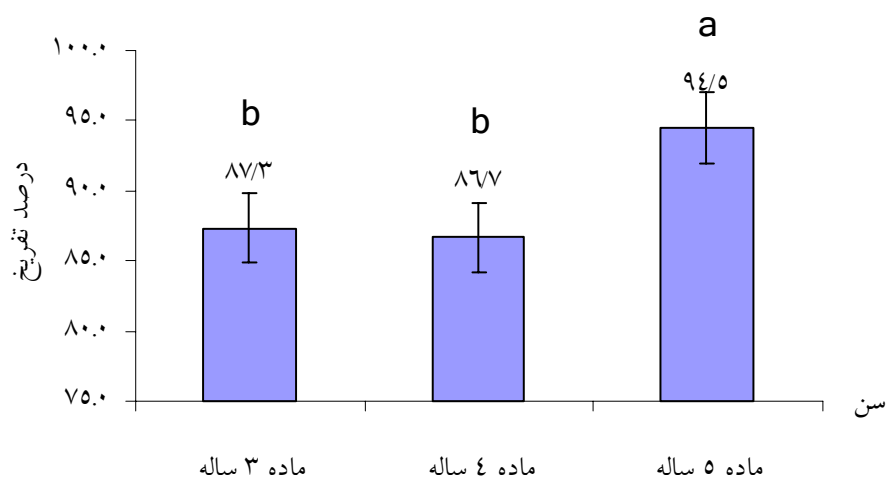 a
۱۰۰.۰
۹٤/۵
b
b
۹۵.۰
۸۷/۳
۸٦/۷
۹۰.۰
درصد تفریخ
۸۵.۰
۸۰.۰
۷۵.۰
سن
ماده ۳ ساله
ماده ٤ ساله
ماده ۵ ساله